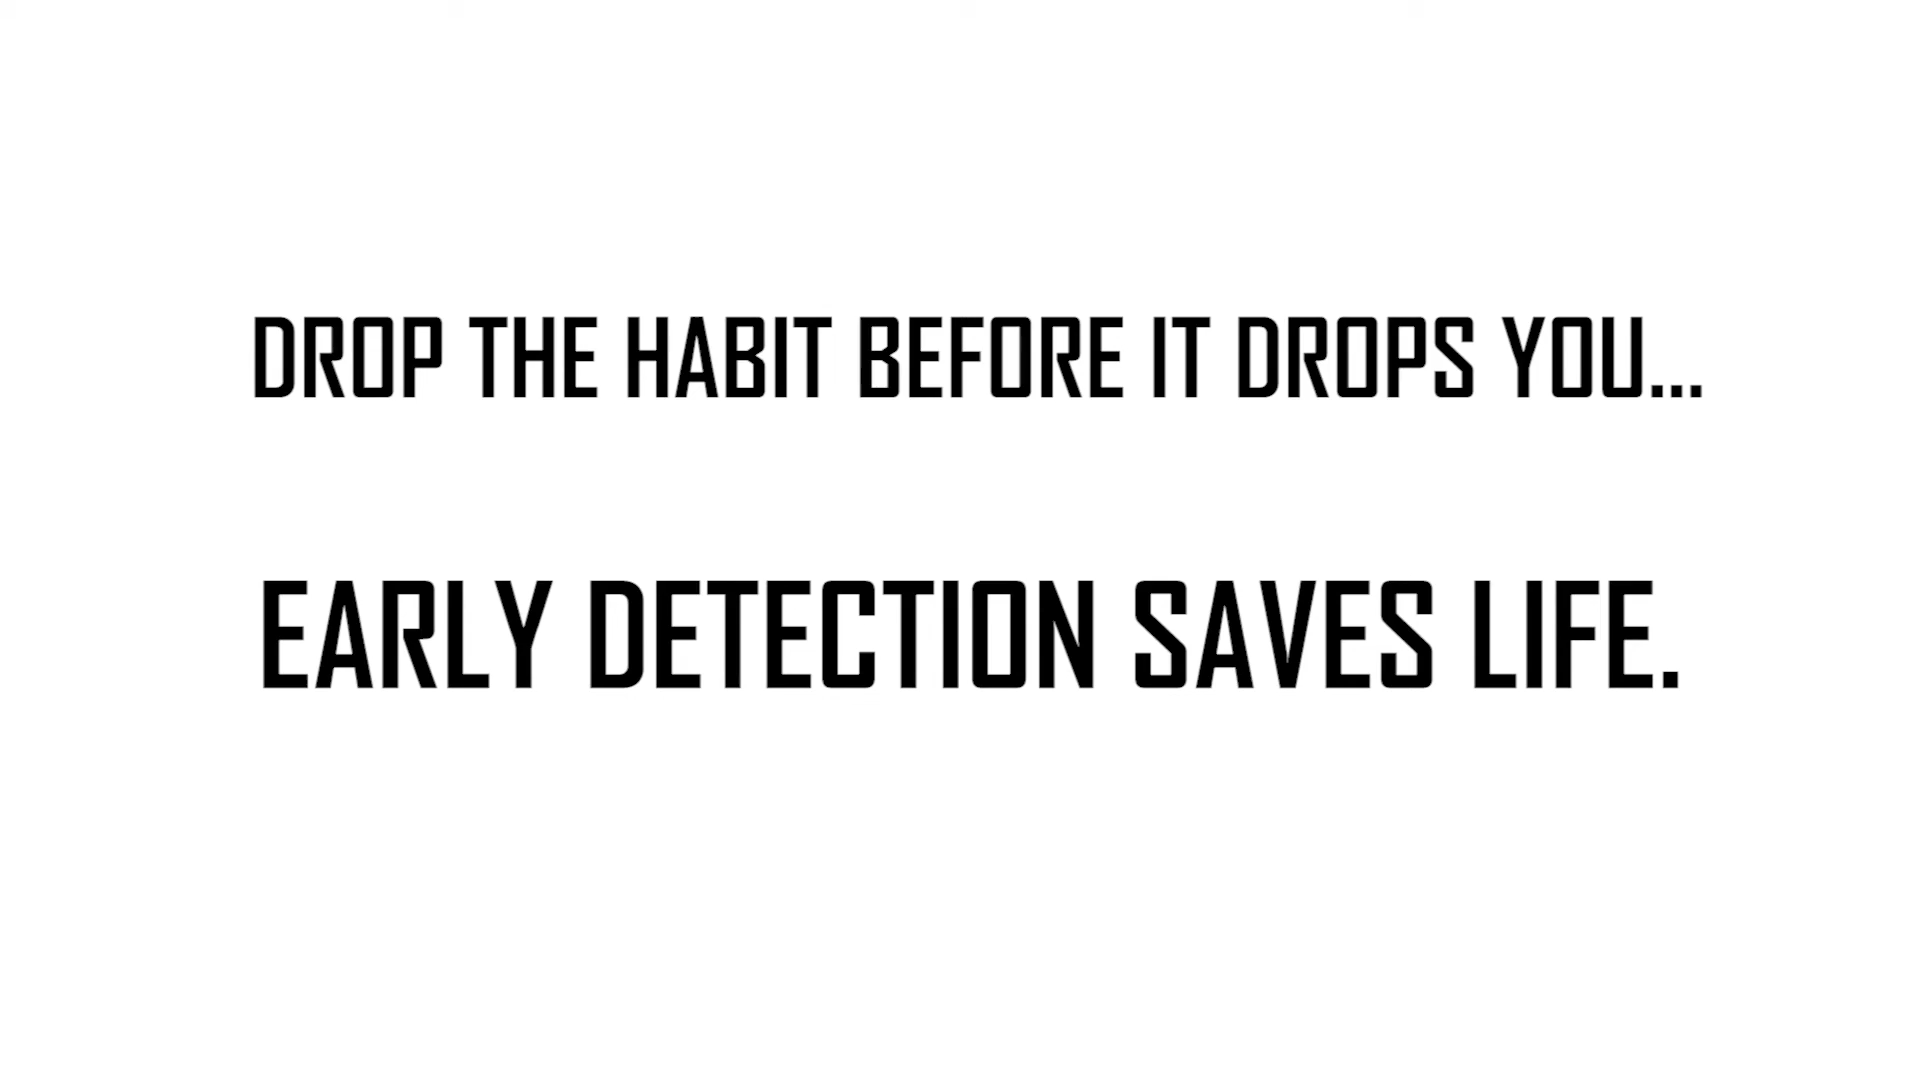 DROP THE HABIT BEFORE IT DROPS YOU...
EARLY DETECTION SAVES LIFE.